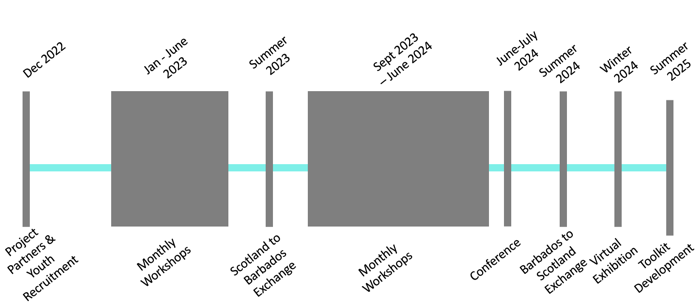 Dec 2022
Jan - June
2023
Summer
2023
Sept 2023
– June 2024
June-July
2024
Summer
2024
Winter
2024
Summer
2025
Project
Partners &
Youth
Recruitment
Monthly
Workshops
Scotland to
Barbados
Exchange
Monthly
Workshops
Conference
Barbados to
Scotland
Exchange
Virtual
Exhibition
Toolkit
Development